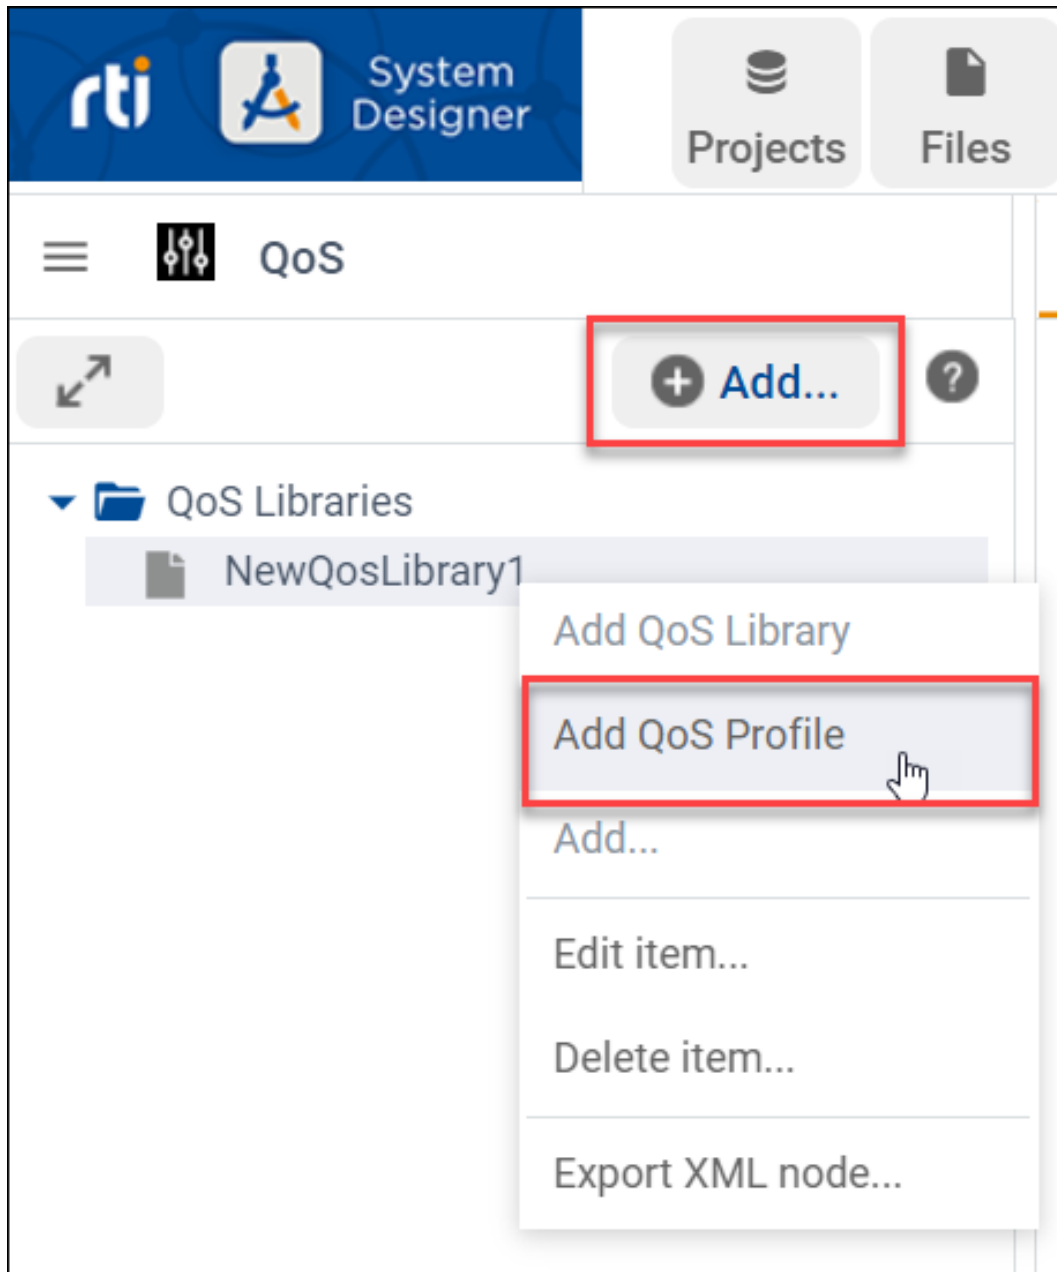 rti
System
Designer
Projects
Files
QoS
Add...
?
QoS Libraries
NewQosLibrary1
Add QoS Library
Add QoS Profile
Add...
Edit item...
Delete item...
Export XML node...